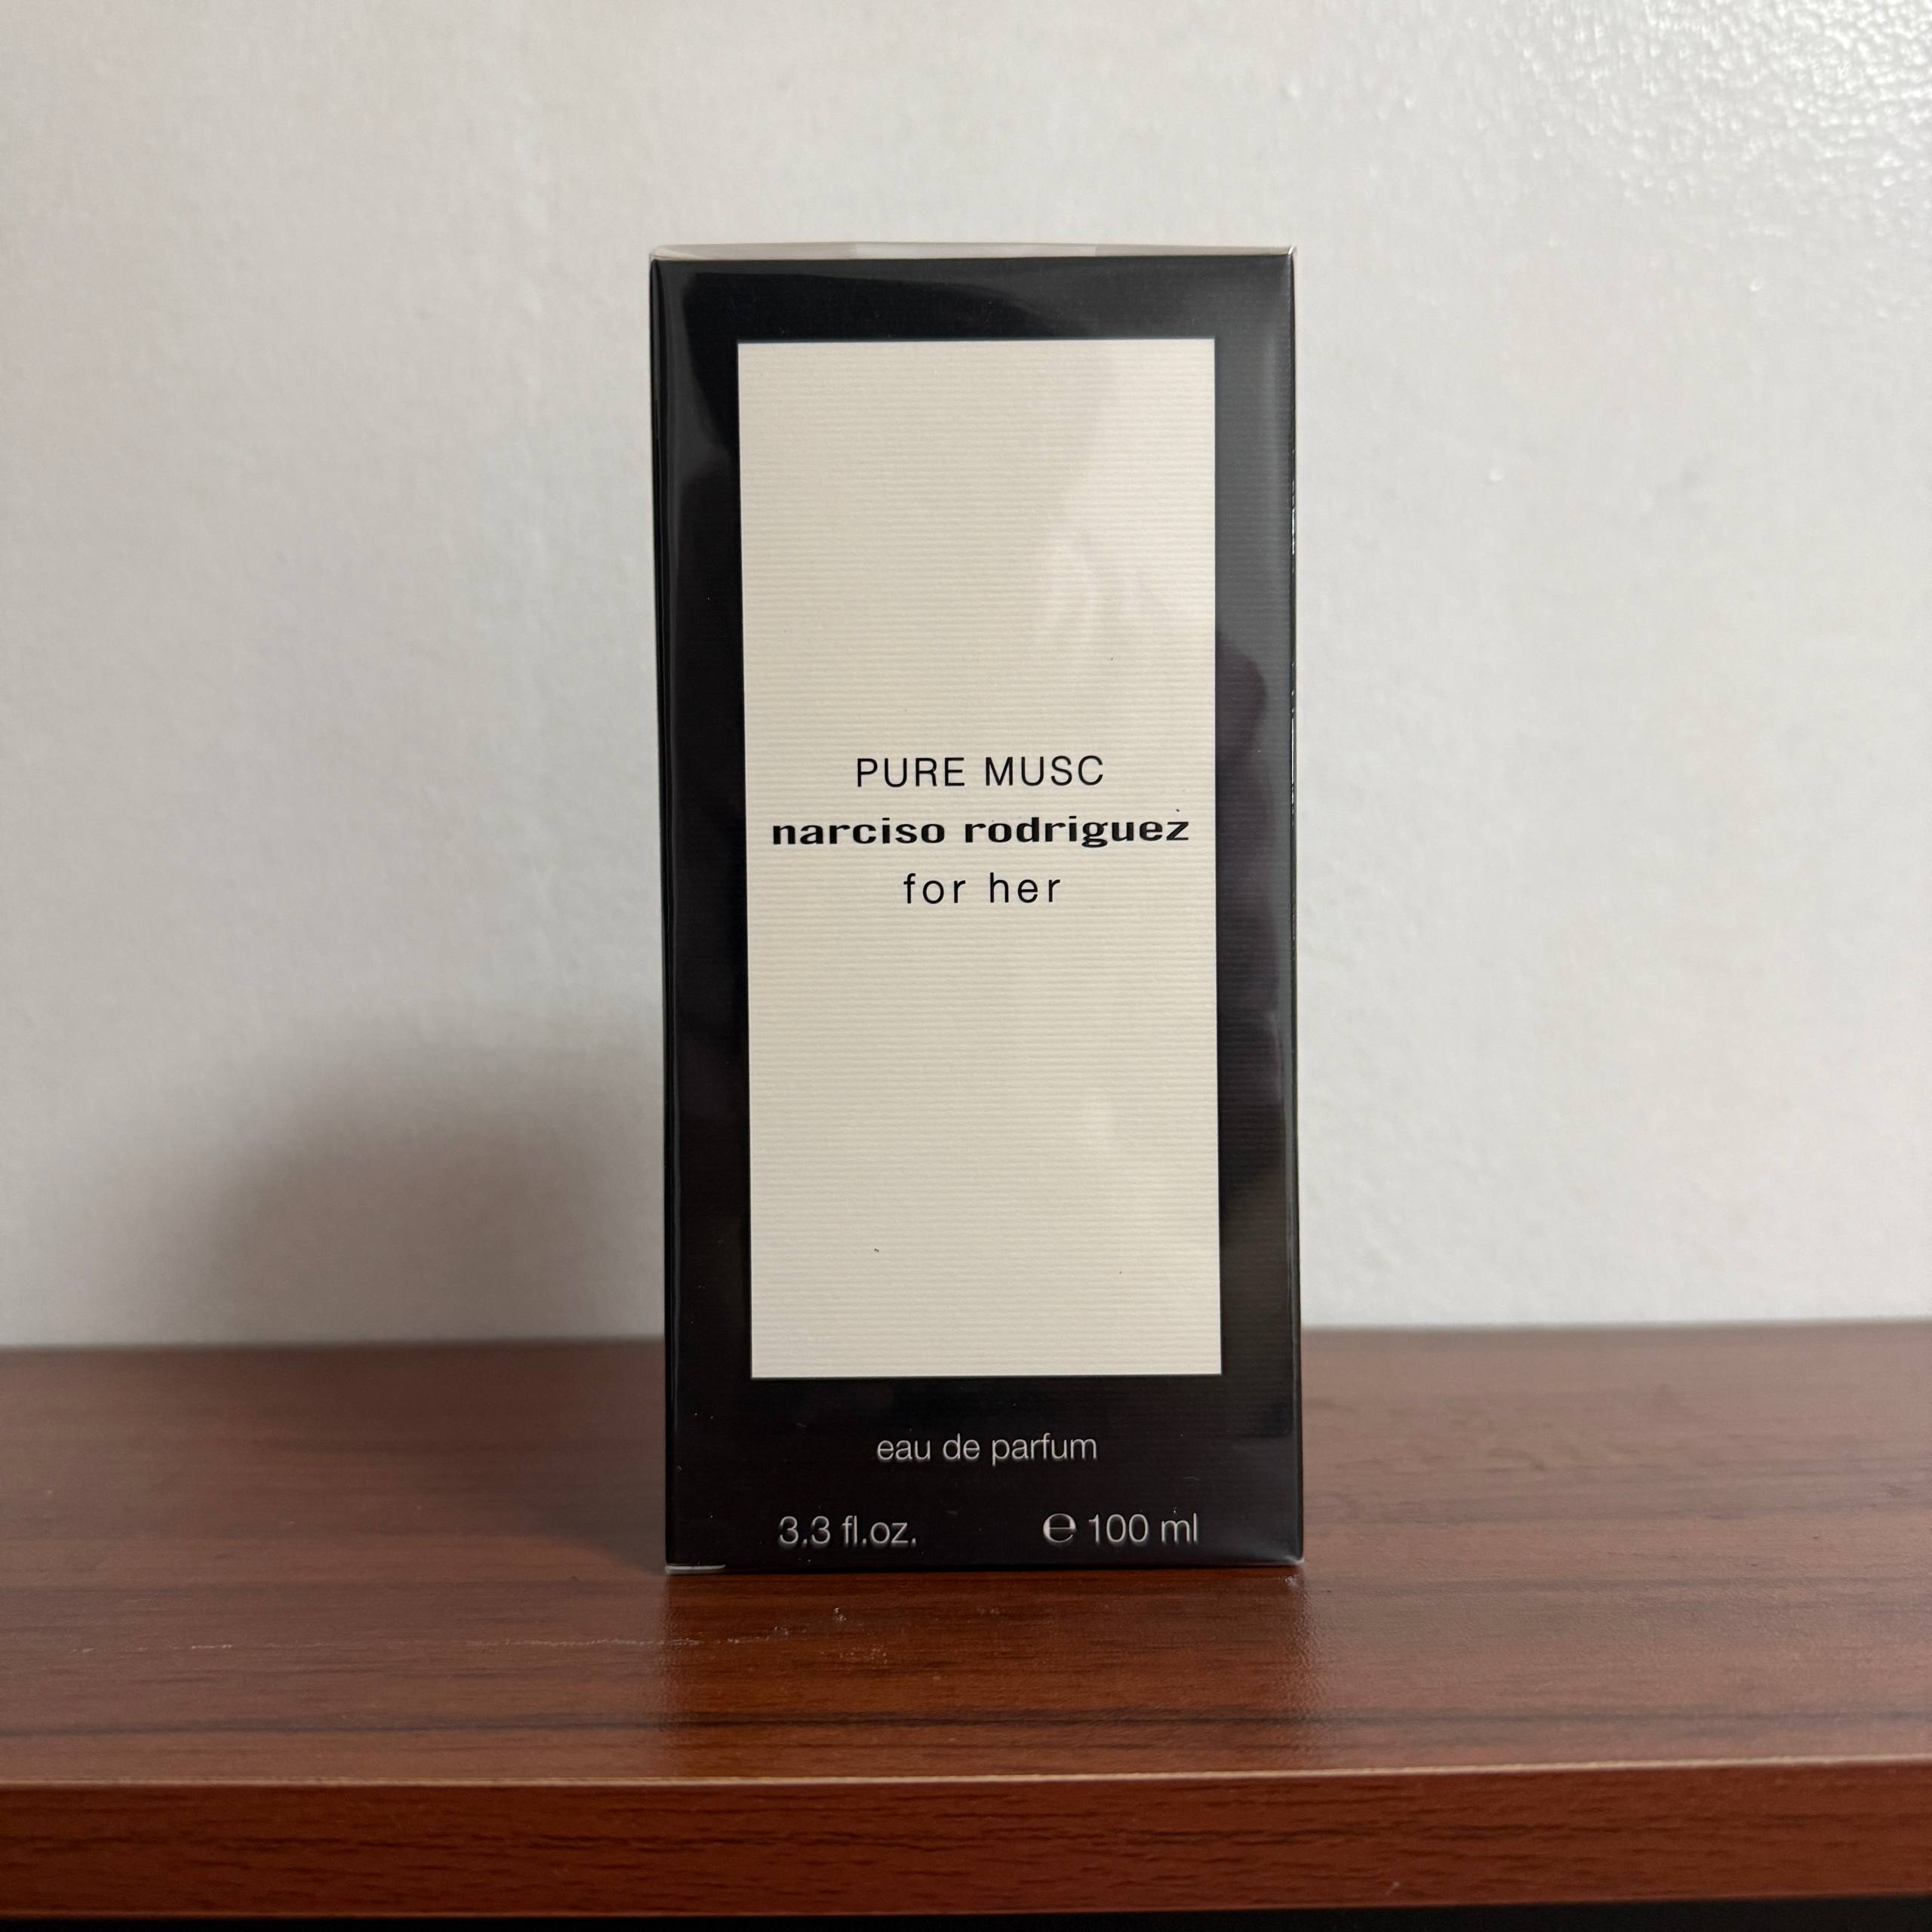 PURE MUSC
narciso rodriguez
for her
eau de parfum
3.3 fl.oz. ℮ 100 ml